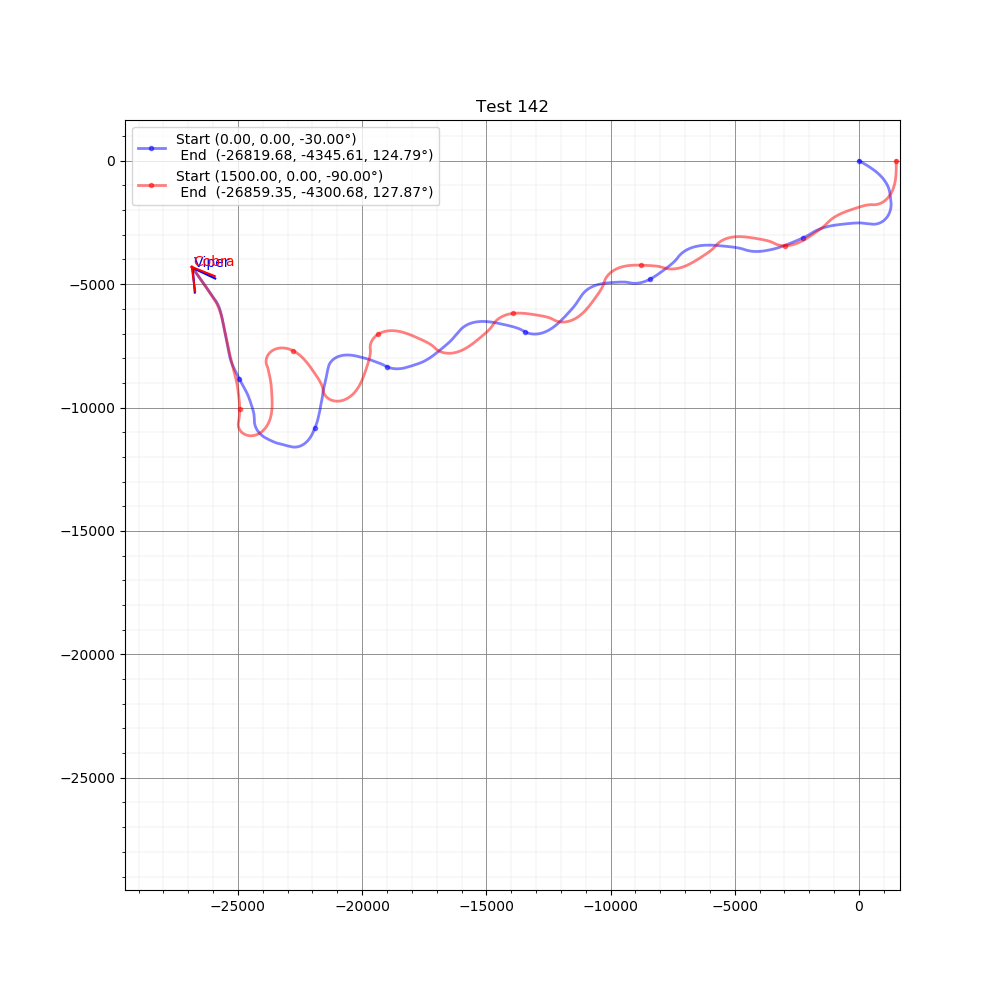 Test 142
Start (0.00, 0.00, -30.00°)
End  (-26819.68, -4345.61, 124.79°)
Start (1500.00, 0.00, -90.00°)
End  (-26859.35, -4300.68, 127.87°)
0
−5000
−10000
−15000
−20000
−25000
Viper
Cobra
−25000
−20000
−15000
−10000
−5000
0